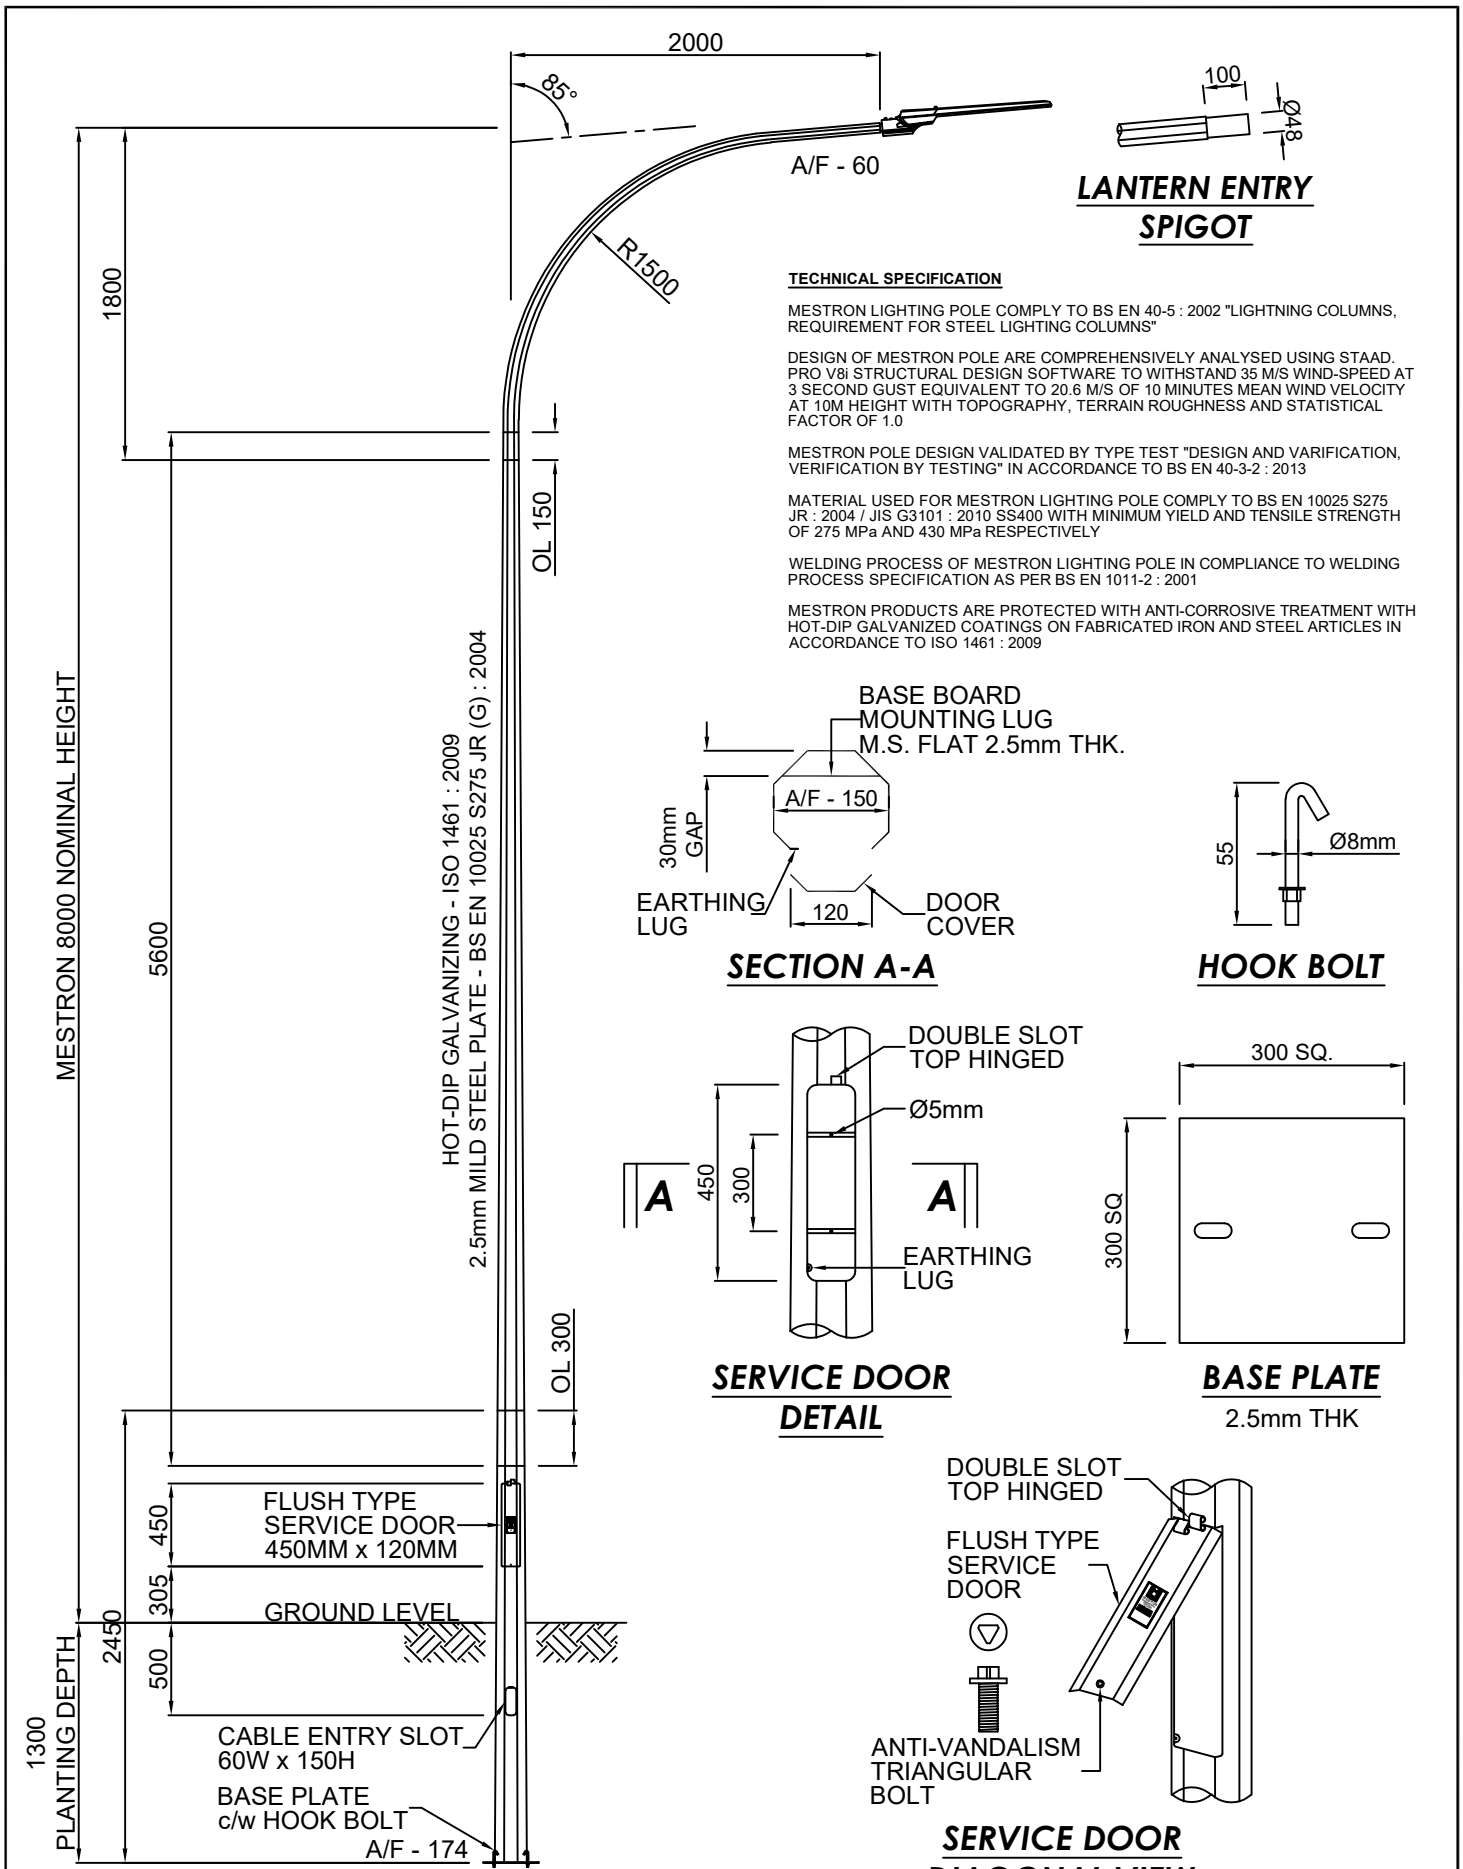 2000
85°
100
Ø48
A/F - 60
LANTERN ENTRY
SPIGOT
1800
R1500
TECHNICAL SPECIFICATION
MESTRON LIGHTING POLE COMPLY TO BS EN 40-5 : 2002 "LIGHTNING COLUMNS,
REQUIREMENT FOR STEEL LIGHTING COLUMNS"
DESIGN OF MESTRON POLE ARE COMPREHENSIVELY ANALYSED USING STAAD.
PRO V8i STRUCTURAL DESIGN SOFTWARE TO WITHSTAND 35 M/S WIND-SPEED AT
3 SECOND GUST EQUIVALENT TO 20.6 M/S OF 10 MINUTES MEAN WIND VELOCITY
AT 10M HEIGHT WITH TOPOGRAPHY, TERRAIN ROUGHNESS AND STATISTICAL
FACTOR OF 1.0
MESTRON POLE DESIGN VALIDATED BY TYPE TEST "DESIGN AND VARIFICATION,
VERIFICATION BY TESTING" IN ACCORDANCE TO BS EN 40-3-2 : 2013
MATERIAL USED FOR MESTRON LIGHTING POLE COMPLY TO BS EN 10025 S275
JR : 2004 / JIS G3101 : 2010 SS400 WITH MINIMUM YIELD AND TENSILE STRENGTH
OF 275 MPa AND 430 MPa RESPECTIVELY
WELDING PROCESS OF MESTRON LIGHTING POLE IN COMPLIANCE TO WELDING
PROCESS SPECIFICATION AS PER BS EN 1011-2 : 2001
MESTRON PRODUCTS ARE PROTECTED WITH ANTI-CORROSIVE TREATMENT WITH
HOT-DIP GALVANIZED COATINGS ON FABRICATED IRON AND STEEL ARTICLES IN
ACCORDANCE TO ISO 1461 : 2009
OL 150
MESTRON 8000 NOMINAL HEIGHT
5600
HOT-DIP GALVANIZING - ISO 1461 : 2009
2.5mm MILD STEEL PLATE - BS EN 10025 S275 JR (G) : 2004
BASE BOARD
MOUNTING LUG
M.S. FLAT 2.5mm THK.
A/F - 150
30mm
GAP
EARTHING
LUG
120
DOOR
COVER
SECTION A-A
55
Ø8mm
HOOK BOLT
DOUBLE SLOT
TOP HINGED
Ø5mm
450
300
A
A
EARTHING
LUG
SERVICE DOOR
DETAIL
300 SQ.
300 SQ
BASE PLATE
2.5mm THK
OL 300
450
FLUSH TYPE
SERVICE DOOR
450MM x 120MM
305
GROUND LEVEL
2450
500
1300
PLANTING DEPTH
CABLE ENTRY SLOT
60W x 150H
BASE PLATE
c/w HOOK BOLT
A/F - 174
DOUBLE SLOT
TOP HINGED
FLUSH TYPE
SERVICE
DOOR
ANTI-VANDALISM
TRIANGULAR
BOLT
SERVICE DOOR
DIAGONAL VIEW